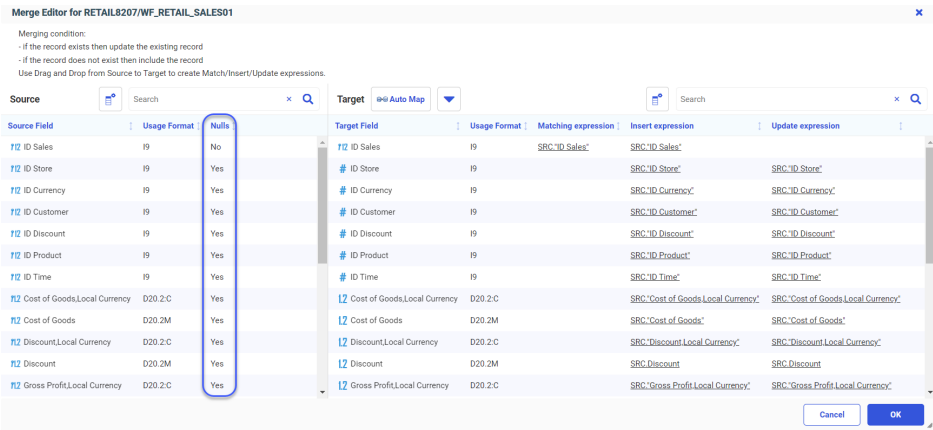 Merge Editor for RETAIL8207/WF_RETAIL_SALES01
Merging condition:
- if the record exists then update the existing record
- if the record does not exist then include the record
Use Drag and Drop from Source to Target to create Match/Insert/Update expressions.
Source Search × Target Auto Map Search ×
Source Field Usage Format Nulls Target Field Usage Format Matching expression Insert expression Update expression
ID Sales I9 No ID Sales I9 SRC."ID Sales" SRC."ID Sales"
ID Store I9 Yes # ID Store I9 SRC."ID Store" SRC."ID Store"
ID Currency I9 Yes # ID Currency I9 SRC."ID Currency" SRC."ID Currency"
ID Customer I9 Yes # ID Customer I9 SRC."ID Customer" SRC."ID Customer"
ID Discount I9 Yes # ID Discount I9 SRC."ID Discount" SRC."ID Discount"
ID Product I9 Yes # ID Product I9 SRC."ID Product" SRC."ID Product"
ID Time I9 Yes # ID Time I9 SRC."ID Time" SRC."ID Time"
Cost of Goods,Local Currency D20.2:C Yes 1.2 Cost of Goods,Local Currency D20.2:C SRC."Cost of Goods,Local Currency" SRC."Cost of Goods,Local Currency"
Cost of Goods D20.2M Yes 1.2 Cost of Goods D20.2M SRC."Cost of Goods" SRC."Cost of Goods"
Discount,Local Currency D20.2:C Yes 1.2 Discount,Local Currency D20.2:C SRC."Discount,Local Currency" SRC."Discount,Local Currency"
Discount D20.2M Yes 1.2 Discount D20.2M SRC.Discount SRC.Discount
Gross Profit,Local Currency D20.2:C Yes 1.2 Gross Profit,Local Currency D20.2:C SRC."Gross Profit,Local Currency" SRC."Gross Profit,Local Currency"
Cancel OK